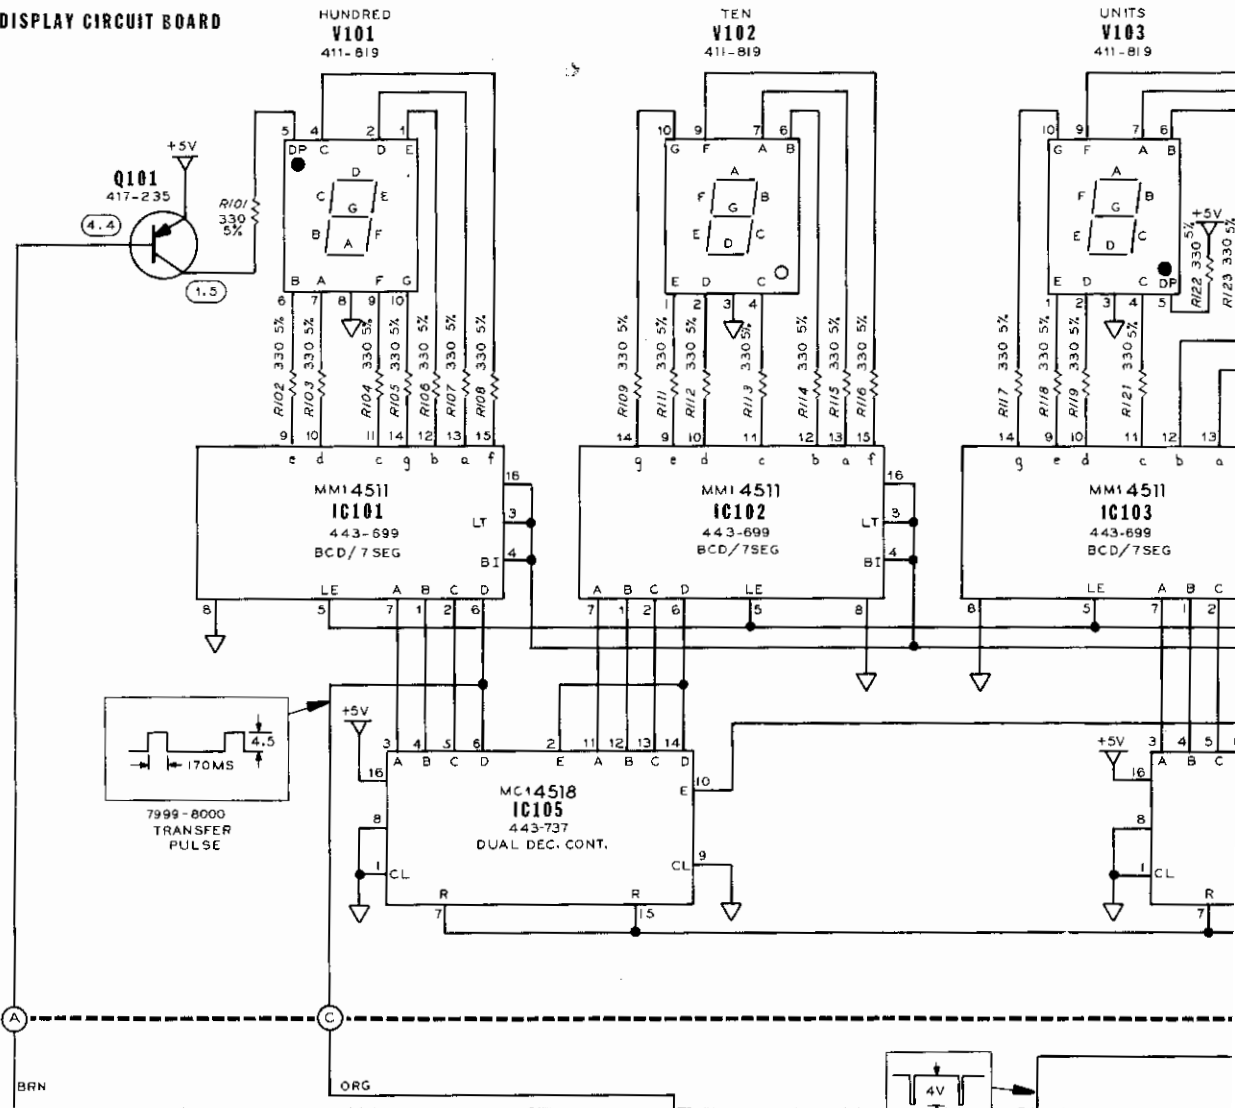 DISPLAY CIRCUIT BOARD
HUNDRED
V101
411-819
TEN
V102
411-819
UNITS
V103
411-819
5 4 2 1
DP C D E
D
C G E
B A F
B A F G
6 7 8 9 10
10 9 7 6
G F A B
A
F G B
E D C
E D C
1 2 3 4
10 9 7 6
G F A B
A
F G B
E D C
E D C DP
1 2 3 4 5
+5V
Q101
417-235
4.4
1.5
R101
330
5%
+5V
R122 330 5%
R123 330 5%
R102 330 5%
R103 330 5%
R104 330 5%
R105 330 5%
R106 330 5%
R107 330 5%
R108 330 5%
R109 330 5%
R111 330 5%
R112 330 5%
R113 330 5%
R114 330 5%
R115 330 5%
R116 330 5%
R117 330 5%
R118 330 5%
R119 330 5%
R121 330 5%
9 10 11 14 12 13 15
e d c g b a f
MM14511
IC101
443-699
BCD/7SEG
16
LT 3
BI 4
LE A B C D
8 5 7 1 2 6
14 9 10 11 12 13 15
g e d c b a f
MM14511
IC102
443-699
BCD/7SEG
16
LT 3
BI 4
A B C D LE
7 1 2 6 5 8
14 9 10 11 12 13
g e d c b a
MM14511
IC103
443-699
BCD/7SEG
LE A B C
8 5 7 1 2
4.5
170MS
7999-8000
TRANSFER
PULSE
+5V
3 4 5 6 2 11 12 13 14
A B C D E A B C D
16
8
1 CL
MC14518
IC105
443-737
DUAL DEC. CONT.
E 10
CL 9
R R
7 15
+5V
3 4 5
A B C
16
8
1 CL
R
7
A
C
BRN
ORG
4V